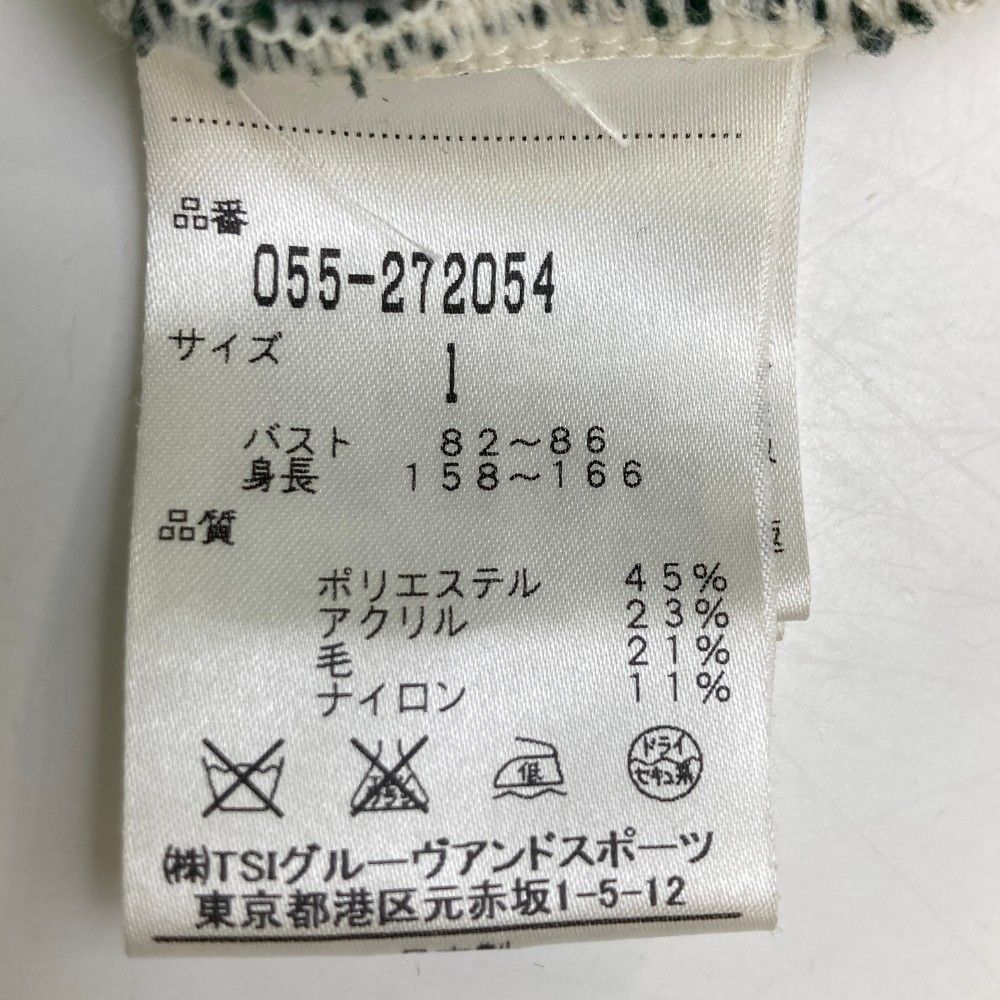 品番
055-272054
サイズ
1
バスト 82～86
身長 158～166
品質
ポリエステル 45%
アクリル 23%
毛 21%
ナイロン 11%
低
ドライ
セキユ系
㈱TSIグルーヴアンドスポーツ
東京都港区元赤坂1-5-12